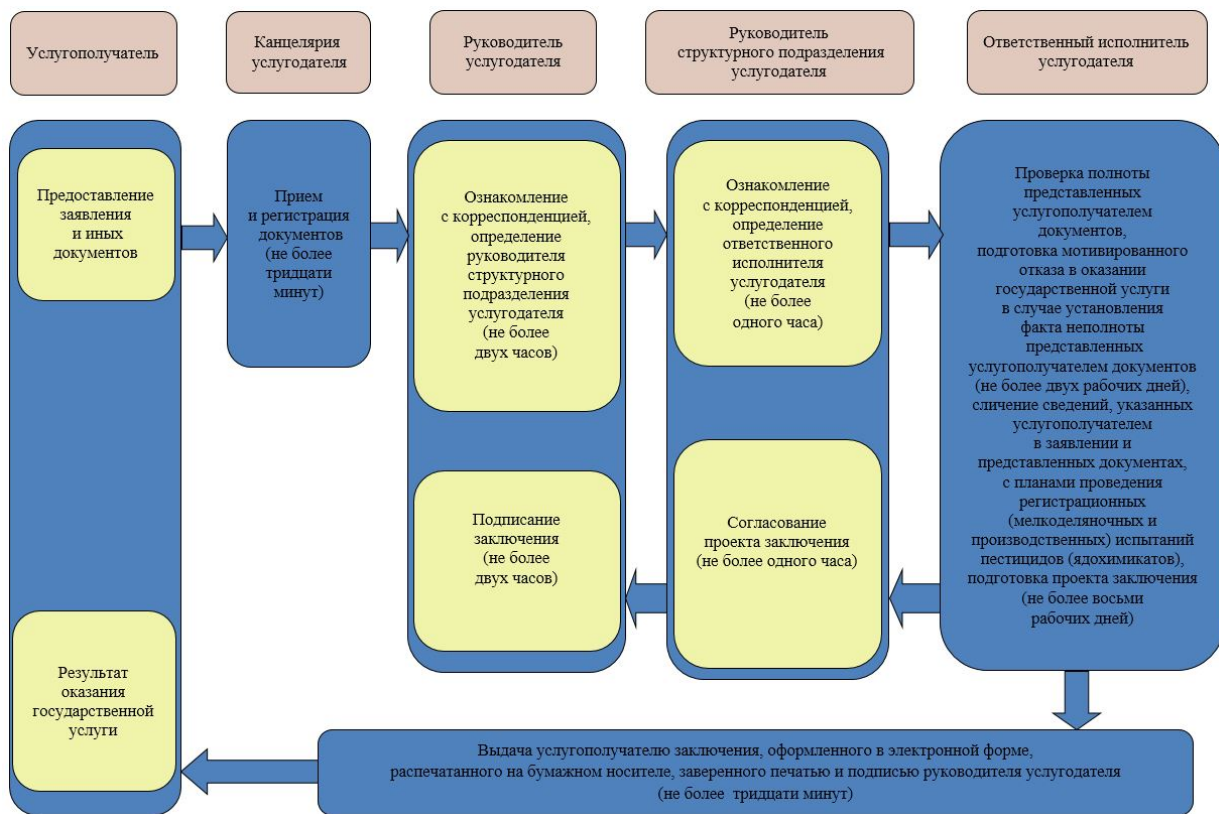 Услугополучатель
Канцелярия
услугодателя
Руководитель
услугодателя
Руководитель
структурного подразделения
услугодателя
Ответственный исполнитель
услугодателя
Предоставление
заявления
и иных
документов
Прием
и регистрация
документов
(не более
тридцати
минут)
Ознакомление
с корреспонденцией,
определение
руководителя
структурного
подразделения
услугодателя
(не более
двух часов)
Ознакомление
с корреспонденцией,
определение
ответственного
исполнителя
услугодателя
(не более
одного часа)
Проверка полноты
представленных
услугополучателем
документов,
подготовка мотивированного
отказа в оказании
государственной услуги
в случае установления
факта неполноты
представленных
услугополучателем документов
(не более двух рабочих дней),
сличение сведений, указанных
услугополучателем
в заявлении и
представленных документах,
с планами проведения
регистрационных
(мелкоделяночных и
производственных) испытаний
пестицидов (ядохимикатов),
подготовка проекта заключения
(не более восьми
рабочих дней)
Согласование
проекта заключения
(не более одного часа)
Подписание
заключения
(не более
двух часов)
Выдача услугополучателю заключения, оформленного в электронной форме,
распечатанного на бумажном носителе, заверенного печатью и подписью руководителя услугодателя
(не более тридцати минут)
Результат
оказания
государственной
услуги